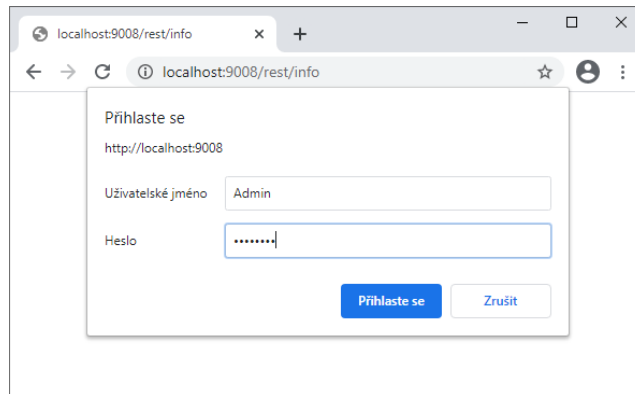 localhost:9008/rest/info
localhost:9008/rest/info
Přihlaste se
http://localhost:9008
Uživatelské jméno Admin
Heslo ••••••••
Přihlaste se Zrušit